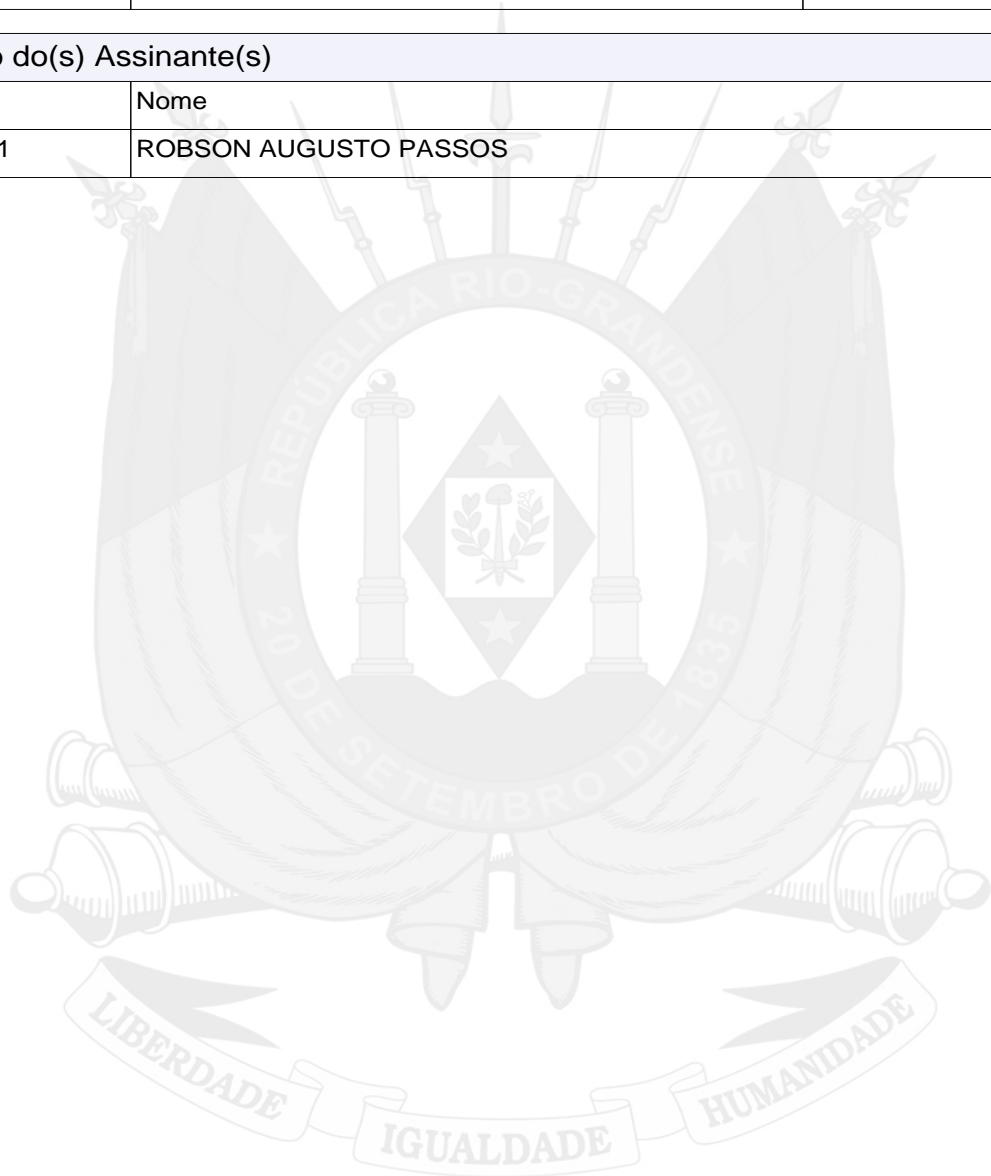 o do(s) Assinante(s)
Nome
1 ROBSON AUGUSTO PASSOS
REPÚBLICA RIO-GRANDENSE
20 DE SETEMBRO DE 1835
LIBERDADE IGUALDADE HUMANIDADE